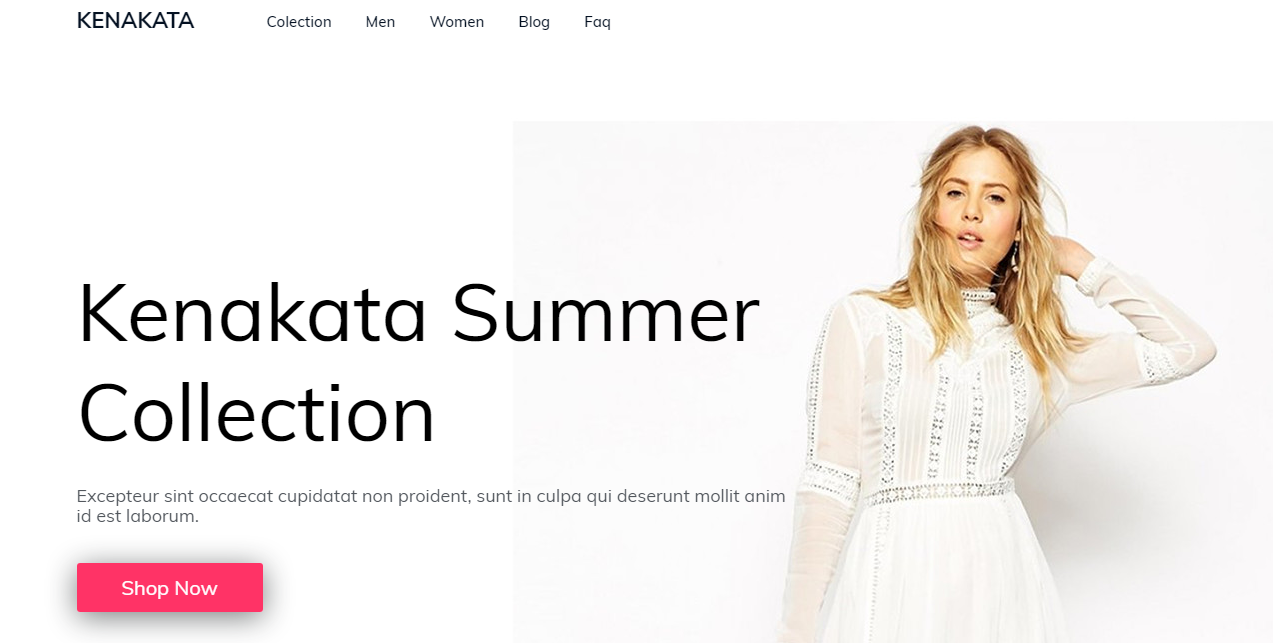 KENAKATA Colection Men Women Blog Faq
Kenakata Summer
Collection
Excepteur sint occaecat cupidatat non proident, sunt in culpa qui deserunt mollit anim
id est laborum.
Shop Now